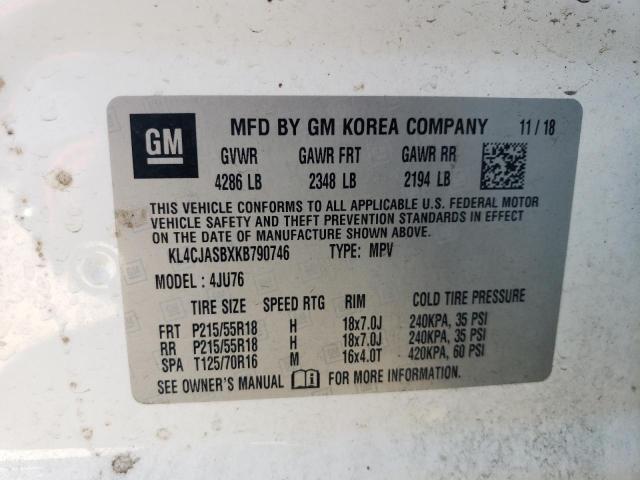 GM MFD BY GM KOREA COMPANY 11/18
GVWR GAWR FRT GAWR RR
4286 LB 2348 LB 2194 LB
THIS VEHICLE CONFORMS TO ALL APPLICABLE U.S. FEDERAL MOTOR
VEHICLE SAFETY AND THEFT PREVENTION STANDARDS IN EFFECT
ON THE DATE OF MANUFACTURE SHOWN ABOVE.
KL4CJASBXKB790746 TYPE: MPV
MODEL : 4JU76
TIRE SIZE SPEED RTG RIM COLD TIRE PRESSURE
FRT P215/55R18 H 18x7.0J 240KPA, 35 PSI
RR P215/55R18 H 18x7.0J 240KPA, 35 PSI
SPA T125/70R16 M 16x4.0T 420KPA, 60 PSI
SEE OWNER'S MANUAL FOR MORE INFORMATION.